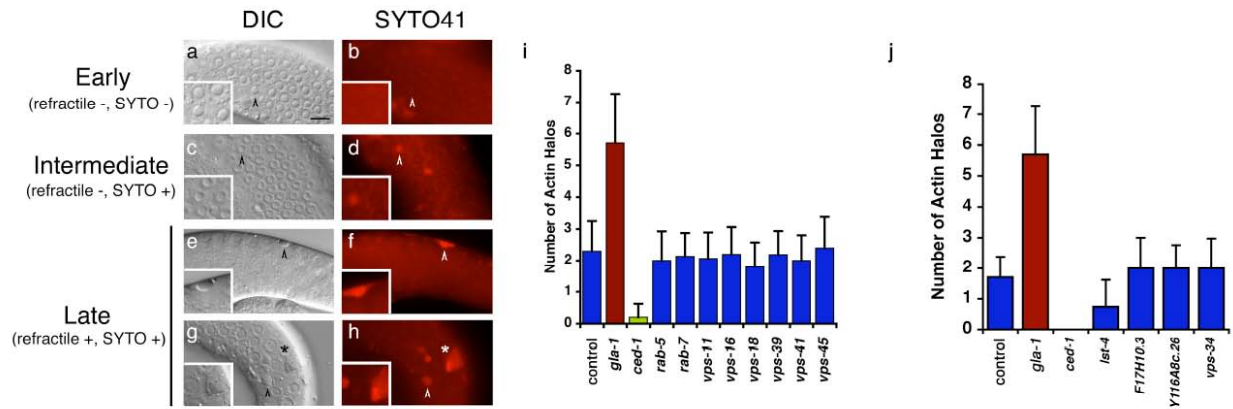 DIC
SYTO41
Early
(refractile -, SYTO -)
a
b
Intermediate
(refractile -, SYTO +)
c
d
Late
(refractile +, SYTO +)
e
f
g
*
h
*
i
Number of Actin Halos
8
7
6
5
4
3
2
1
0
control
gla-1
ced-1
rab-5
rab-7
vps-11
vps-16
vps-18
vps-39
vps-41
vps-45
j
Number of Actin Halos
8
7
6
5
4
3
2
1
0
control
gla-1
ced-1
lst-4
F17H10.3
Y116A8c.26
vps-34